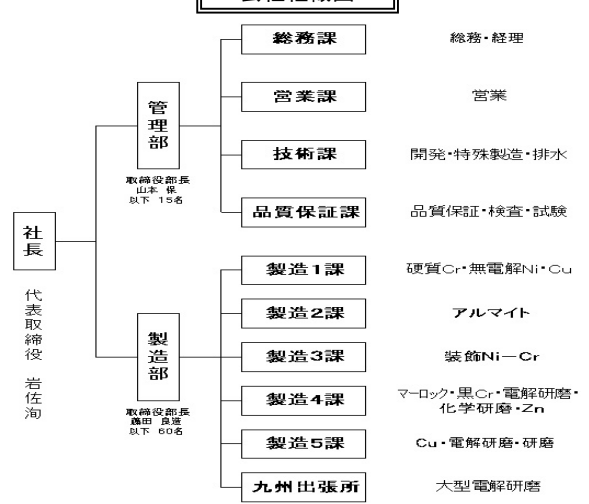 総務課 総務・経理
営業課 営業
管理部
技術課 開発・特殊製造・排水
取締役部長
山本 保
以下 15名
品質保証課 品質保証・検査・試験
社長
代表取締役 岩佐洵
製造1課 硬質Cr・無電解Ni・Cu
製造2課 アルマイト
製造部
製造3課 装飾Ni－Cr
製造4課 マーロック・黒Cr・電解研磨・
化学研磨・Zn
取締役部長
藤田 良造
以下 60名
製造5課 Cu・電解研磨・研磨
九州出張所 大型電解研磨